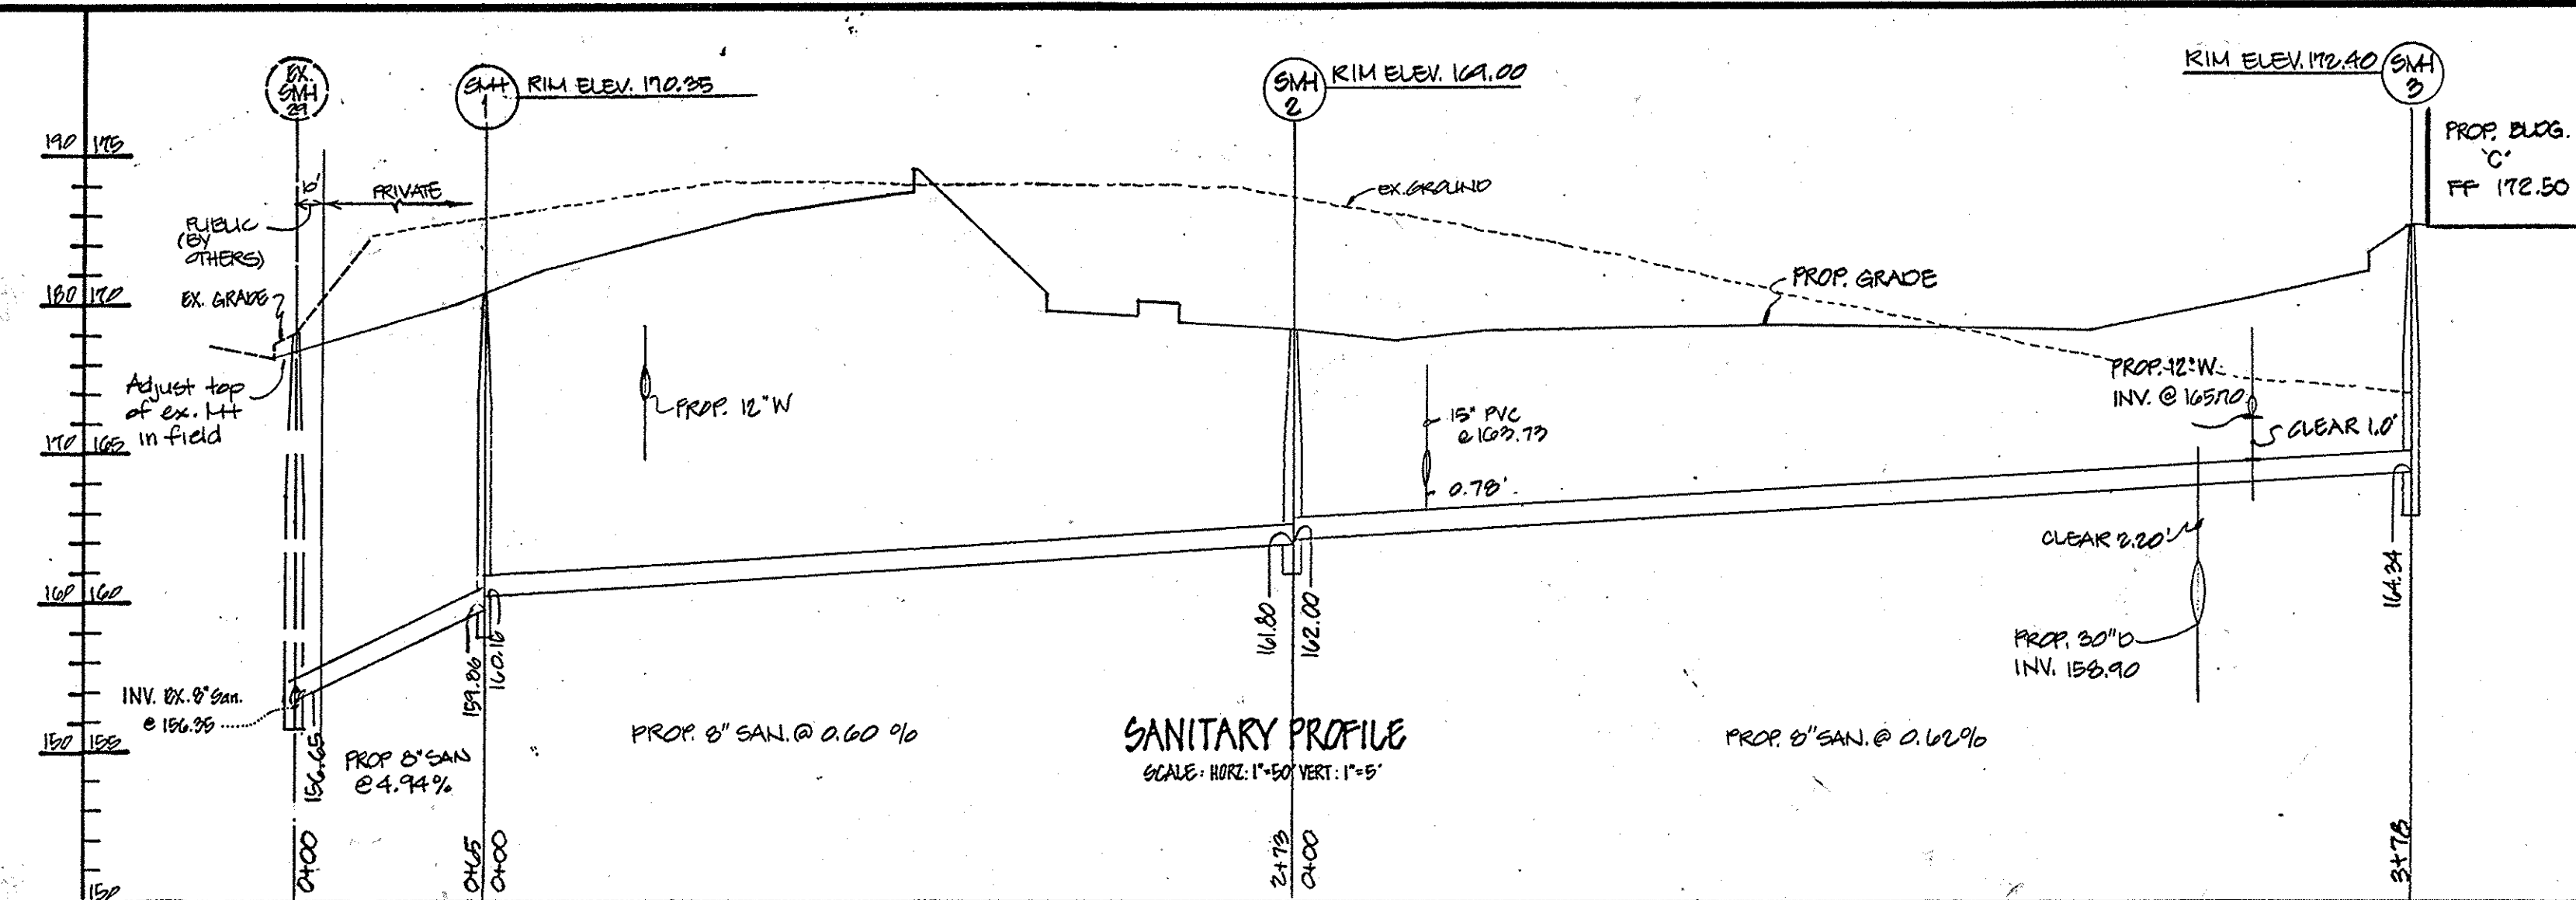 EX.
SMH
29
SMH
1
RIM ELEV. 170.35
SMH
2
RIM ELEV. 169.00
RIM ELEV. 172.40
SMH
3
PROP. BLDG.
'C'
FF 172.50
190 175
10'
PRIVATE
PUBLIC
(BY
OTHERS)
EX. GROUND
EX. GRADE
180 170
PROP. GRADE
Adjust top
of ex. MH
in field
PROP. 12" W
15" PVC
@ 163.73
0.78'
PROP. 12" W
INV. @ 165.70
CLEAR 1.0'
170 165
CLEAR 2.20'
160 160
PROP. 30" D
INV. 158.90
164.34
161.80
162.00
159.86
160.16
INV. EX. 8" San.
@ 156.35
156.65
150 155
PROP 8" SAN
@ 4.94%
PROP. 8" SAN. @ 0.60 %
SANITARY PROFILE
SCALE: HORZ: 1"=50' VERT: 1"=5'
PROP. 8" SAN. @ 0.62%
0+00
0+65
0+00
2+73
0+00
3+78
150